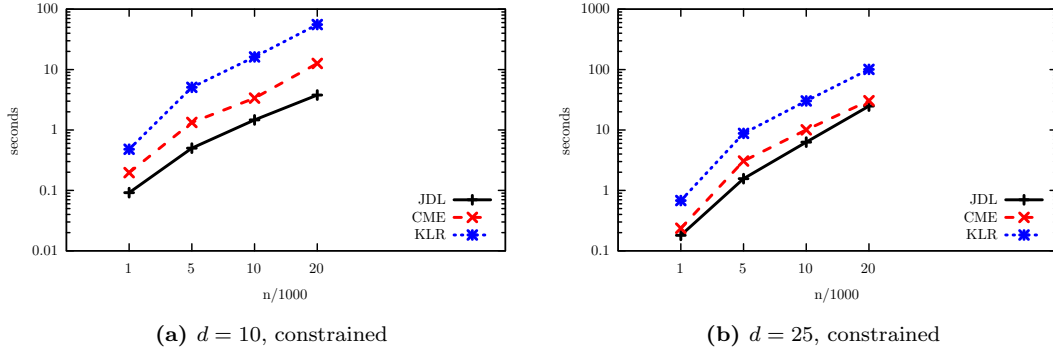 100
10
1
0.1
0.01
seconds
JDL
CME
KLR
1 5 10 20
n/1000
(a) d = 10, constrained
1000
100
10
1
0.1
seconds
JDL
CME
KLR
1 5 10 20
n/1000
(b) d = 25, constrained